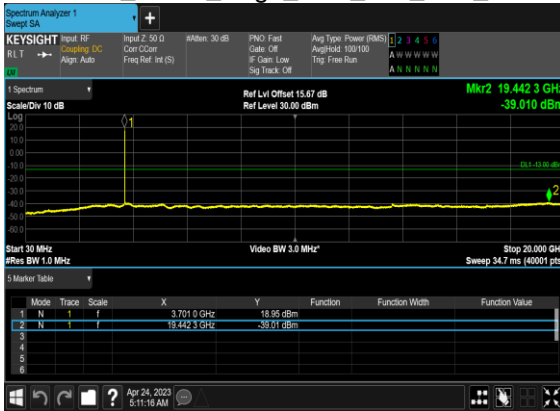 Spectrum Analyzer 1
Swept SA
+
KEYSIGHT Input: RF Input Z: 50 Ω #Atten: 30 dB PNO: Fast Avg Type: Power (RMS) 1 2 3 4 5 6
RLT Coupling: DC Corr CCorr Gate: Off Avg|Hold: 100/100 A W W W W W
Align: Auto Freq Ref: Int (S) IF Gain: Low Trig: Free Run
Sig Track: Off A N N N N N
LW
1 Spectrum Ref Lvl Offset 15.67 dB Mkr2 19.442 3 GHz
Scale/Div 10 dB Ref Level 30.00 dBm -39.010 dBm
Log
20.0 1
10.0
0.00
-10.0 DL1 -13.00 dBm
-20.0
-30.0
-40.0 2
-50.0
-60.0
Start 30 MHz Video BW 3.0 MHz* Stop 20.000 GH
#Res BW 1.0 MHz Sweep 34.7 ms (40001 pts
5 Marker Table
Mode Trace Scale X Y Function Function Width Function Value
1 N 1 f 3.701 0 GHz 18.95 dBm
2 N 1 f 19.442 3 GHz -39.01 dBm
3
4
5
6
? Apr 24, 2023
5:11:16 AM